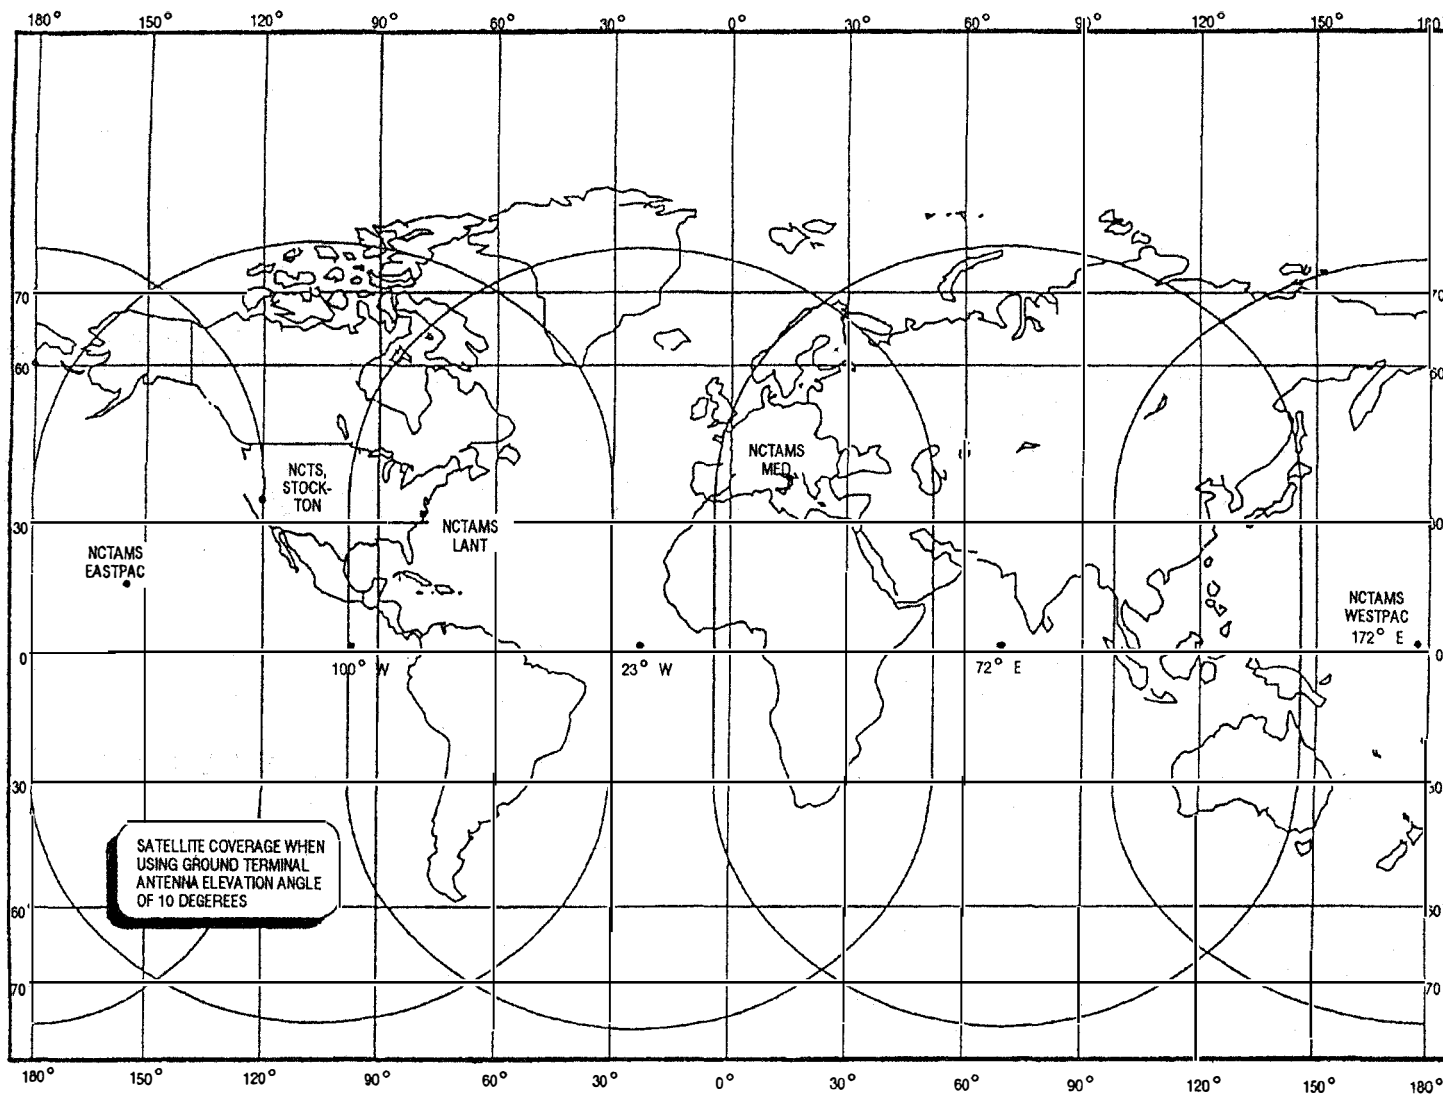 180° 150° 120° 90° 60° 30° 0° 30° 60° 90° 120° 150° 180
70 70
60 60
NCTAMS
MED
NCTS,
STOCK-
TON
30 30
NCTAMS
LANT
NCTAMS
EASTPAC
NCTAMS
WESTPAC
172° E
0 0
100° W 23° W 72° E
30 30
SATELLITE COVERAGE WHEN
USING GROUND TERMINAL
ANTENNA ELEVATION ANGLE
OF 10 DEGEREES
60 60
70 70
180° 150° 120° 90° 60° 30° 0° 30° 60° 90° 120° 150° 180°